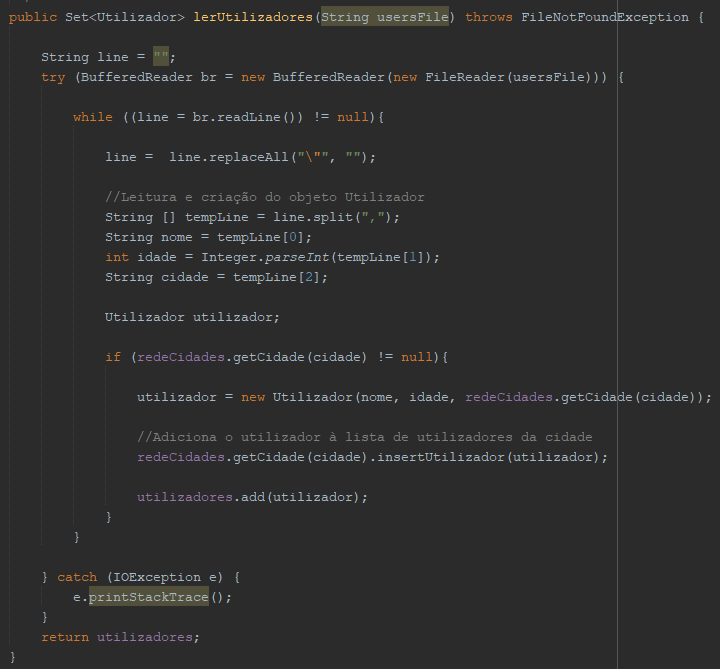 public Set<Utilizador> lerUtilizadores(String usersFile) throws FileNotFoundException {
String line = "";
try (BufferedReader br = new BufferedReader(new FileReader(usersFile))) {
while ((line = br.readLine()) != null){
line =  line.replaceAll("\"", "");
//Leitura e criação do objeto Utilizador
String [] tempLine = line.split(",");
String nome = tempLine[0];
int idade = Integer.parseInt(tempLine[1]);
String cidade = tempLine[2];
Utilizador utilizador;
if (redeCidades.getCidade(cidade) != null){
utilizador = new Utilizador(nome, idade, redeCidades.getCidade(cidade));
//Adiciona o utilizador à lista de utilizadores da cidade
redeCidades.getCidade(cidade).insertUtilizador(utilizador);
utilizadores.add(utilizador);
}
}
} catch (IOException e) {
e.printStackTrace();
}
return utilizadores;
}